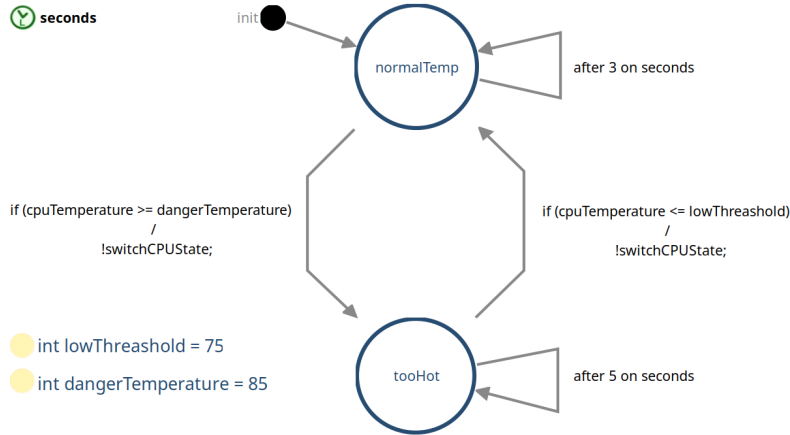 seconds
init
normalTemp
after 3 on seconds
if (cpuTemperature >= dangerTemperature)
/
!switchCPUState;
if (cpuTemperature <= lowThreashold)
/
!switchCPUState;
int lowThreashold = 75
int dangerTemperature = 85
tooHot
after 5 on seconds